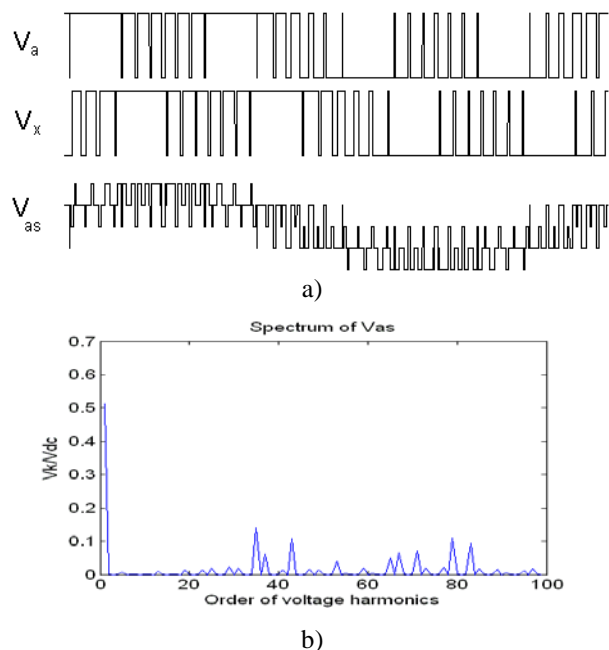 Va
Vx
Vas
a)
Spectrum of Vas
0.7
0.6
0.5
0.4
0.3
0.2
0.1
0
Vk/Vdc
0 20 40 60 80 100
Order of voltage harmonics
b)